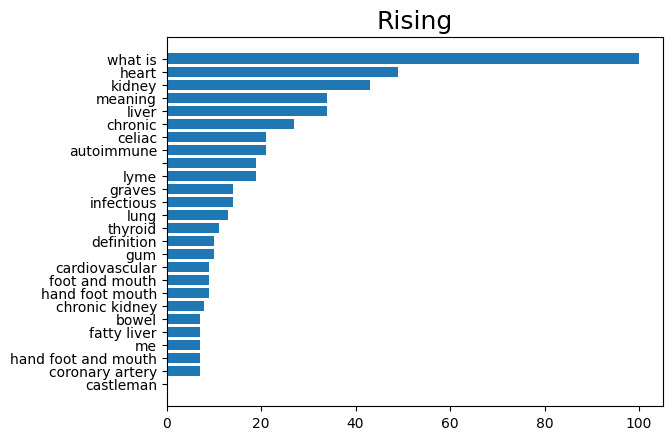 Rising
what is
heart
kidney
meaning
liver
chronic
celiac
autoimmune
lyme
graves
infectious
lung
thyroid
definition
gum
cardiovascular
foot and mouth
hand foot mouth
chronic kidney
bowel
fatty liver
me
hand foot and mouth
coronary artery
castleman
0 20 40 60 80 100